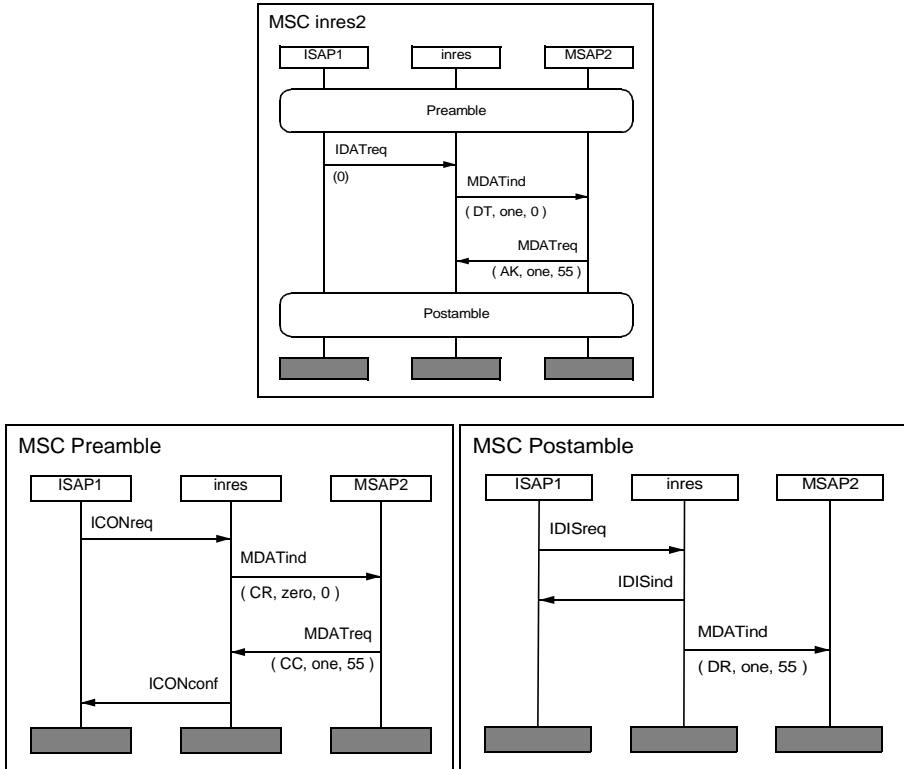 MSC inres2
ISAP1 inres MSAP2
Preamble
IDATreq
(0)
MDATind
( DT, one, 0 )
MDATreq
( AK, one, 55 )
Postamble
MSC Preamble
ISAP1 inres MSAP2
ICONreq
MDATind
( CR, zero, 0 )
MDATreq
( CC, one, 55 )
ICONconf
MSC Postamble
ISAP1 inres MSAP2
IDISreq
IDISind
MDATind
( DR, one, 55 )